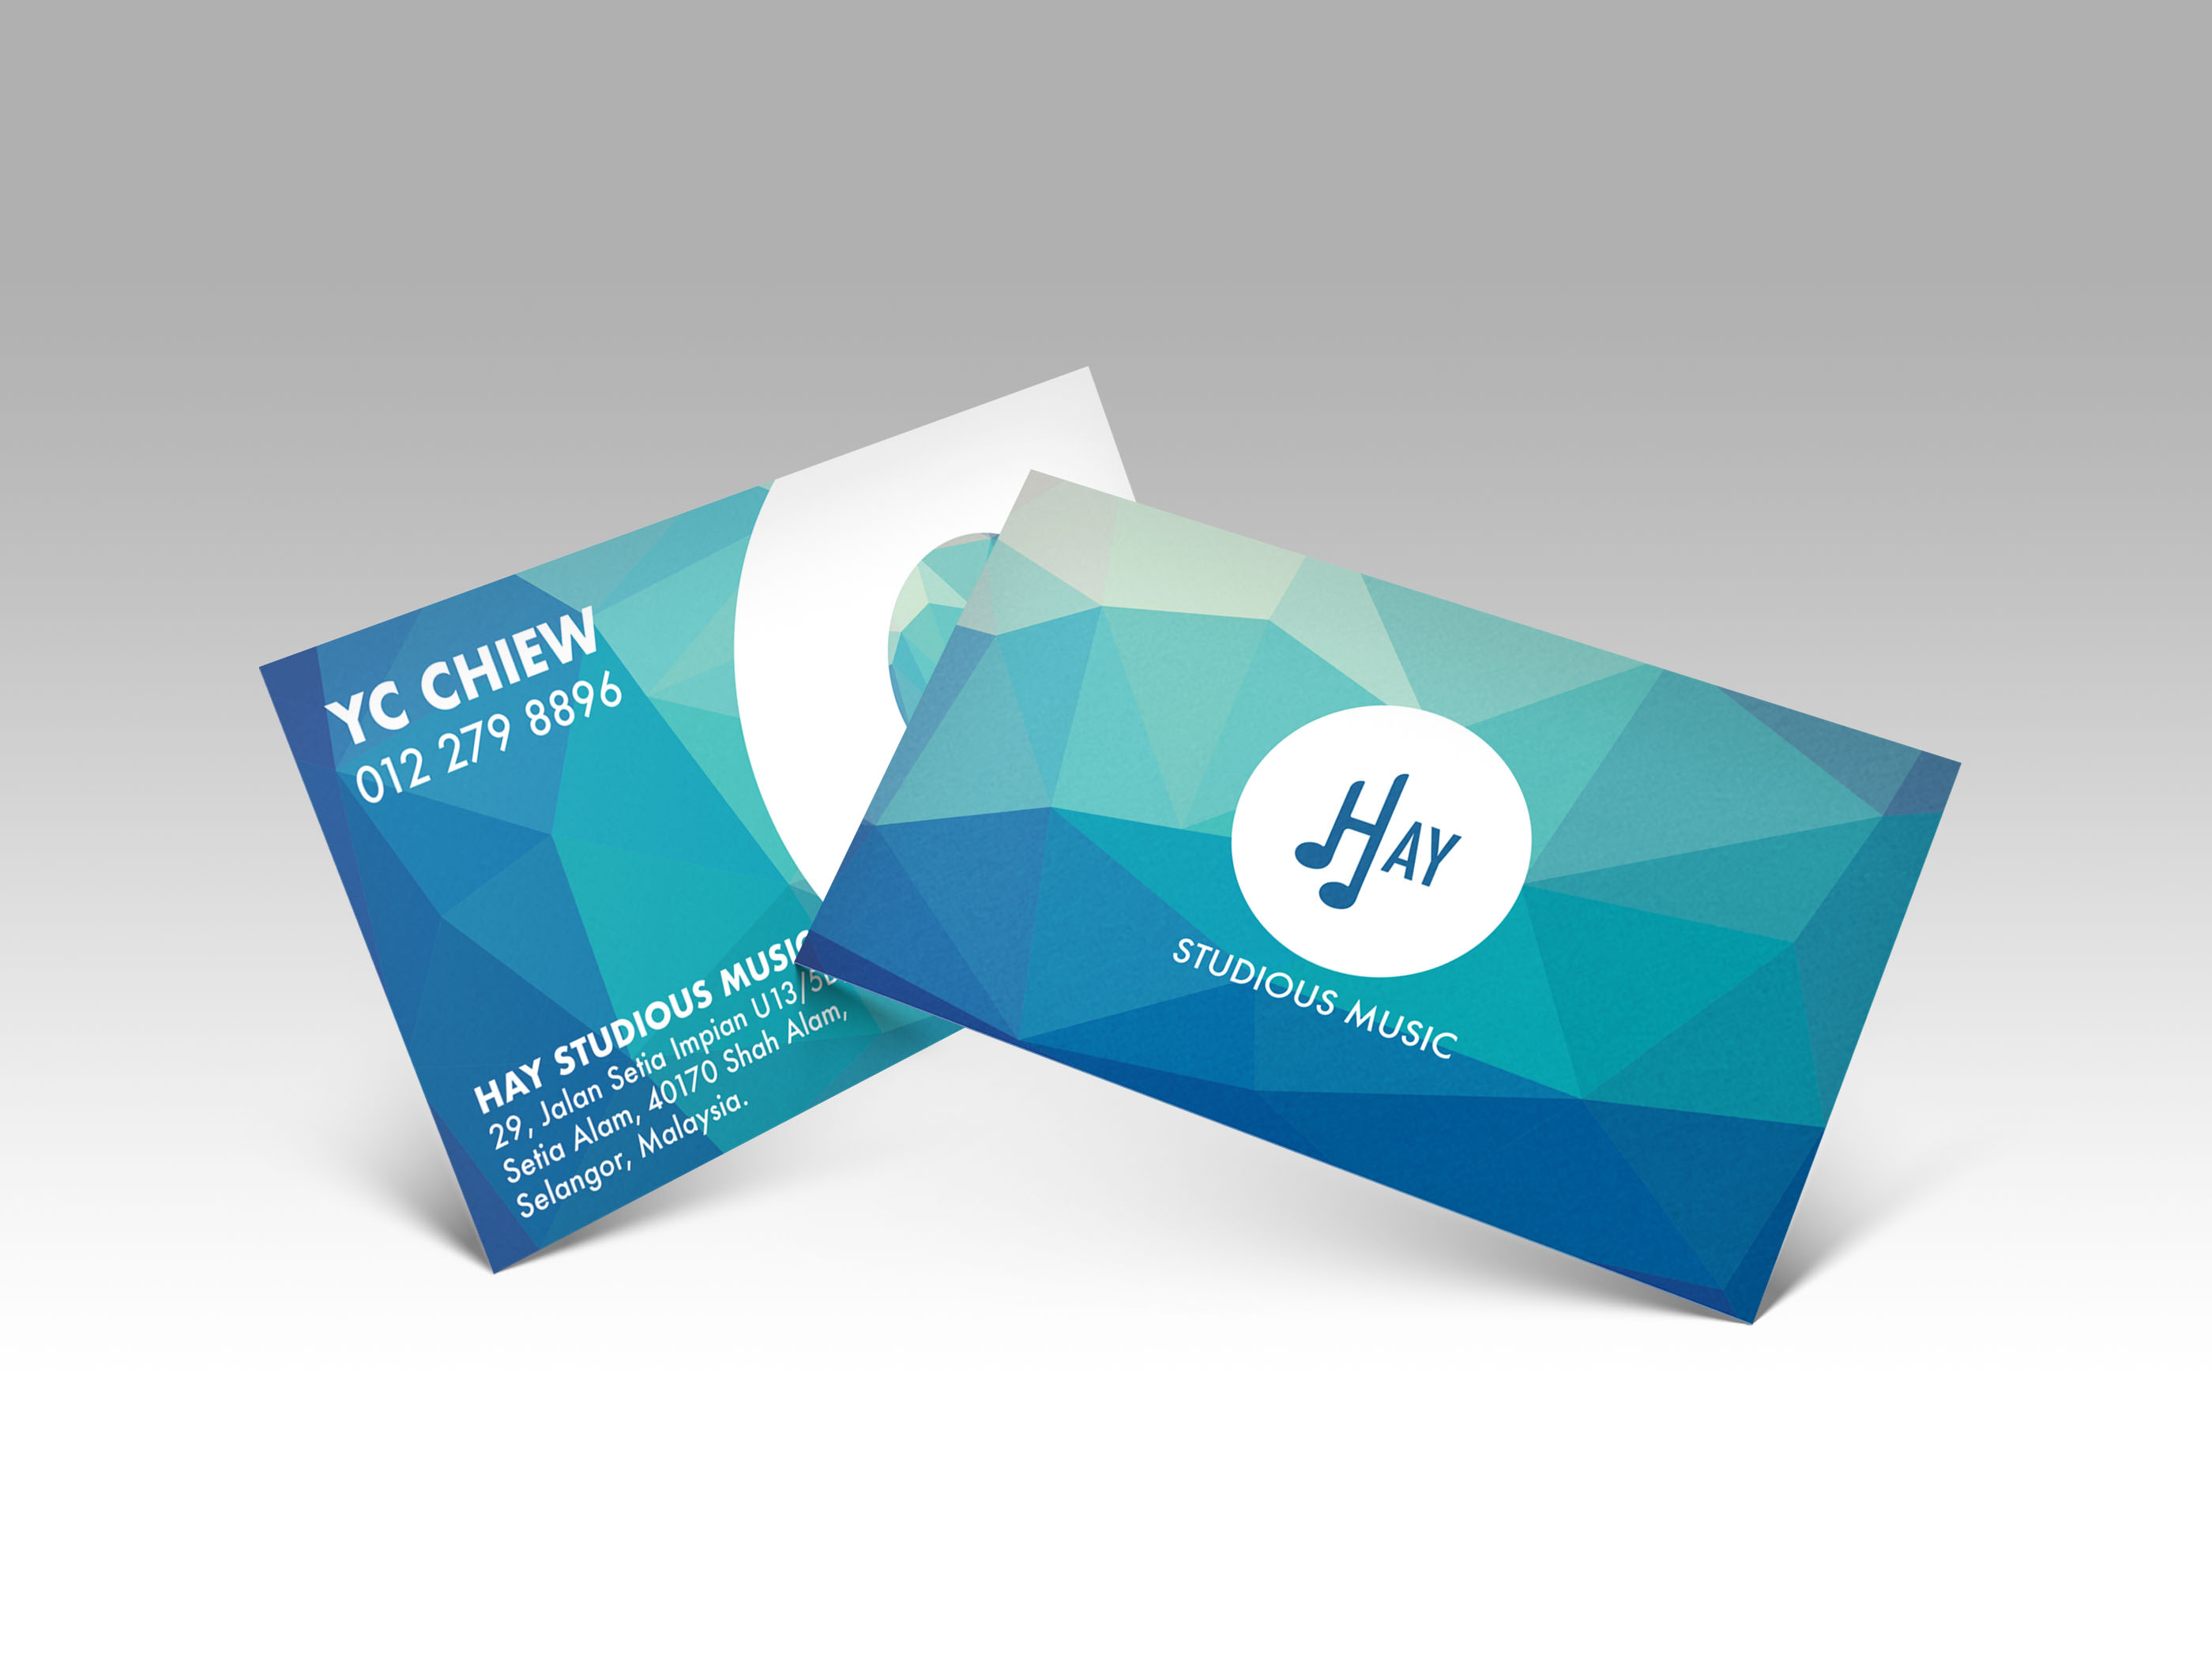 YC CHIEW
012 279 8896
HAY STUDIOUS MUSIC
29, Jalan Setia Impian U13/5
Setia Alam, 40170 Shah Alam,
Selangor, Malaysia.
HAY
STUDIOUS MUSIC